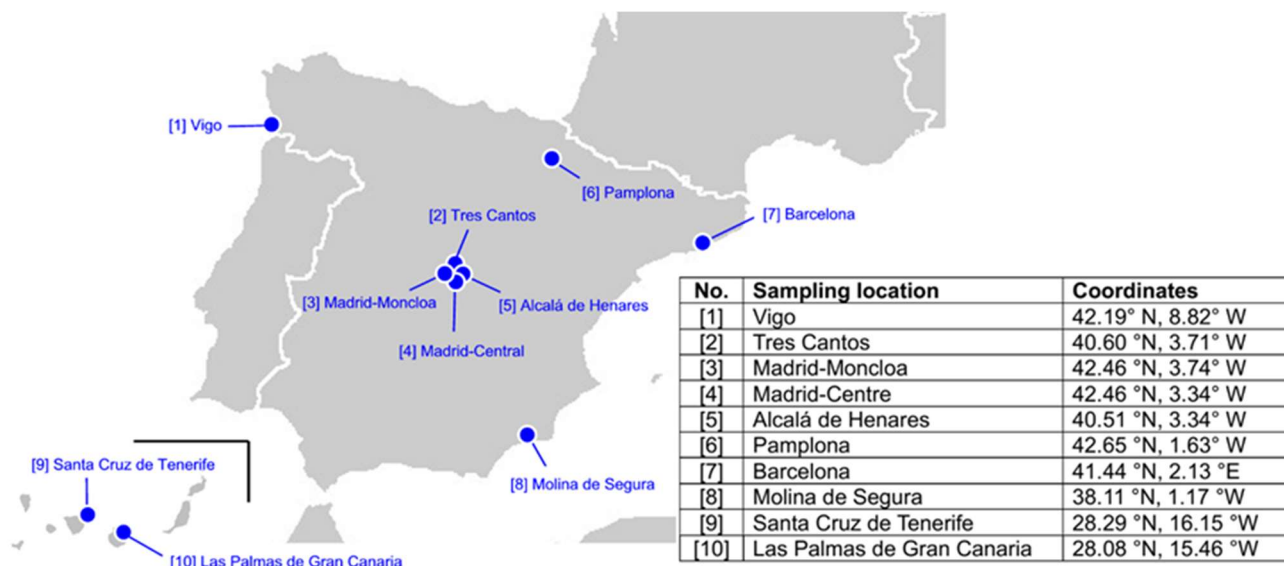 [1] Vigo
[6] Pamplona
[2] Tres Cantos
[7] Barcelona
[3] Madrid-Moncloa
[5] Alcalá de Henares
[4] Madrid-Central
[9] Santa Cruz de Tenerife
[8] Molina de Segura
[10] Las Palmas de Gran Canaria
No. Sampling location Coordinates
[1] Vigo 42.19° N, 8.82° W
[2] Tres Cantos 40.60 °N, 3.71° W
[3] Madrid-Moncloa 42.46 °N, 3.74° W
[4] Madrid-Centre 42.46 °N, 3.34° W
[5] Alcalá de Henares 40.51 °N, 3.34° W
[6] Pamplona 42.65 °N, 1.63° W
[7] Barcelona 41.44 °N, 2.13 °E
[8] Molina de Segura 38.11 °N, 1.17 °W
[9] Santa Cruz de Tenerife 28.29 °N, 16.15 °W
[10] Las Palmas de Gran Canaria 28.08 °N, 15.46 °W